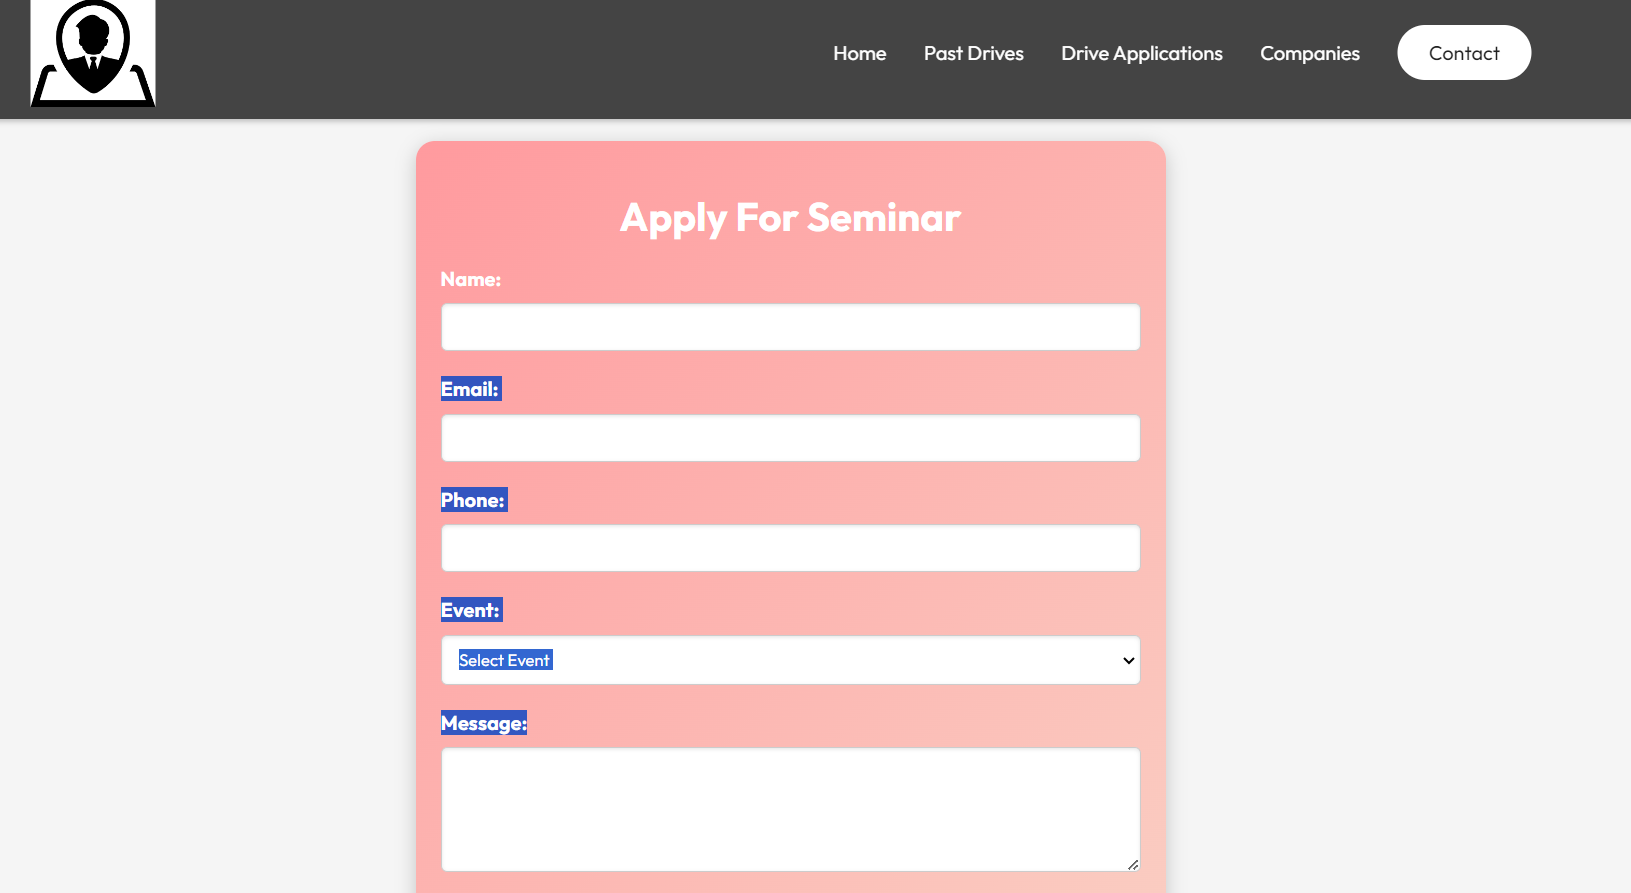 Home Past Drives Drive Applications Companies Contact
Apply For Seminar
Name:
Email:
Phone:
Event:
Select Event
Message: